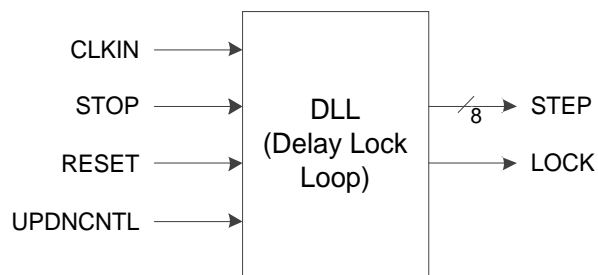 CLKIN
STOP
RESET
UPDNCNTL
DLL
(Delay Lock
Loop)
8
STEP
LOCK